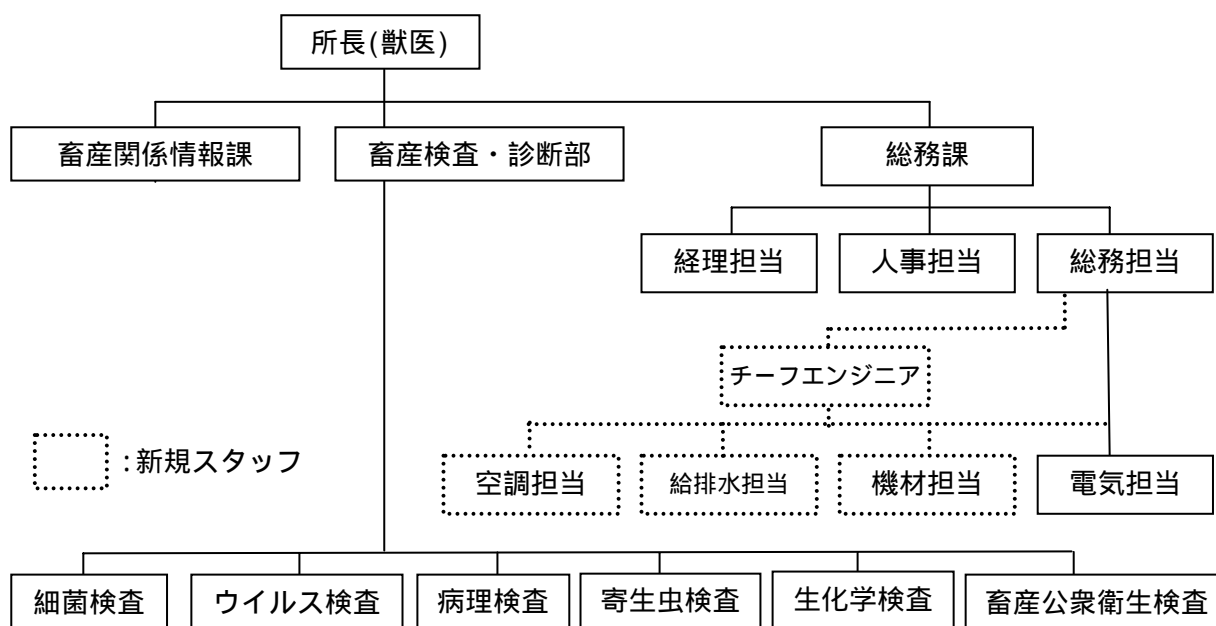 所長(獣医)
畜産関係情報課
畜産検査・診断部
総務課
経理担当
人事担当
総務担当
チーフエンジニア
:新規スタッフ
空調担当
給排水担当
機材担当
電気担当
細菌検査
ウイルス検査
病理検査
寄生虫検査
生化学検査
畜産公衆衛生検査